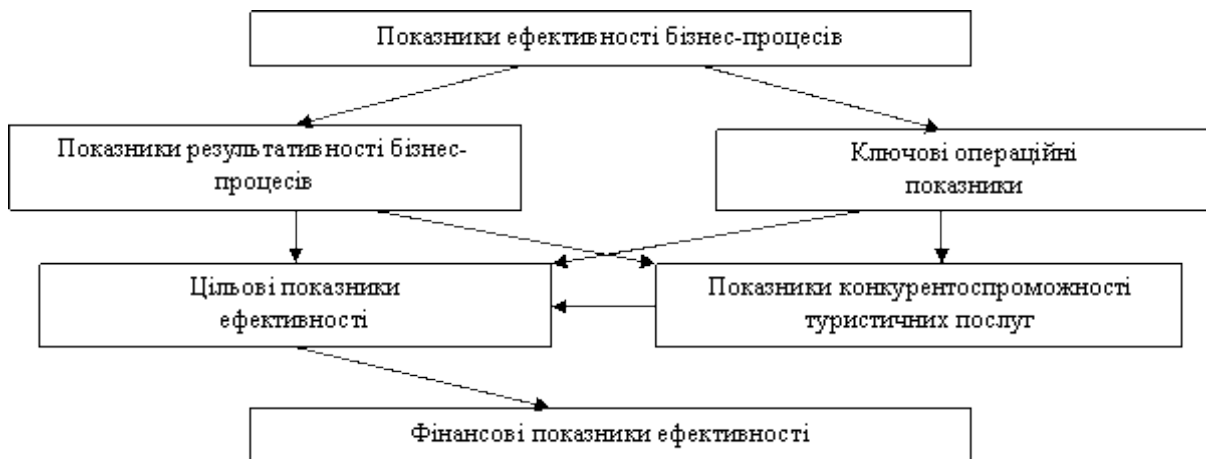 Показники ефективності бізнес-процесів
Показники результативності бізнес-
процесів
Ключові операційні
показники
Цільові показники
ефективності
Показники конкурентоспроможності
туристичних послуг
Фінансові показники ефективності